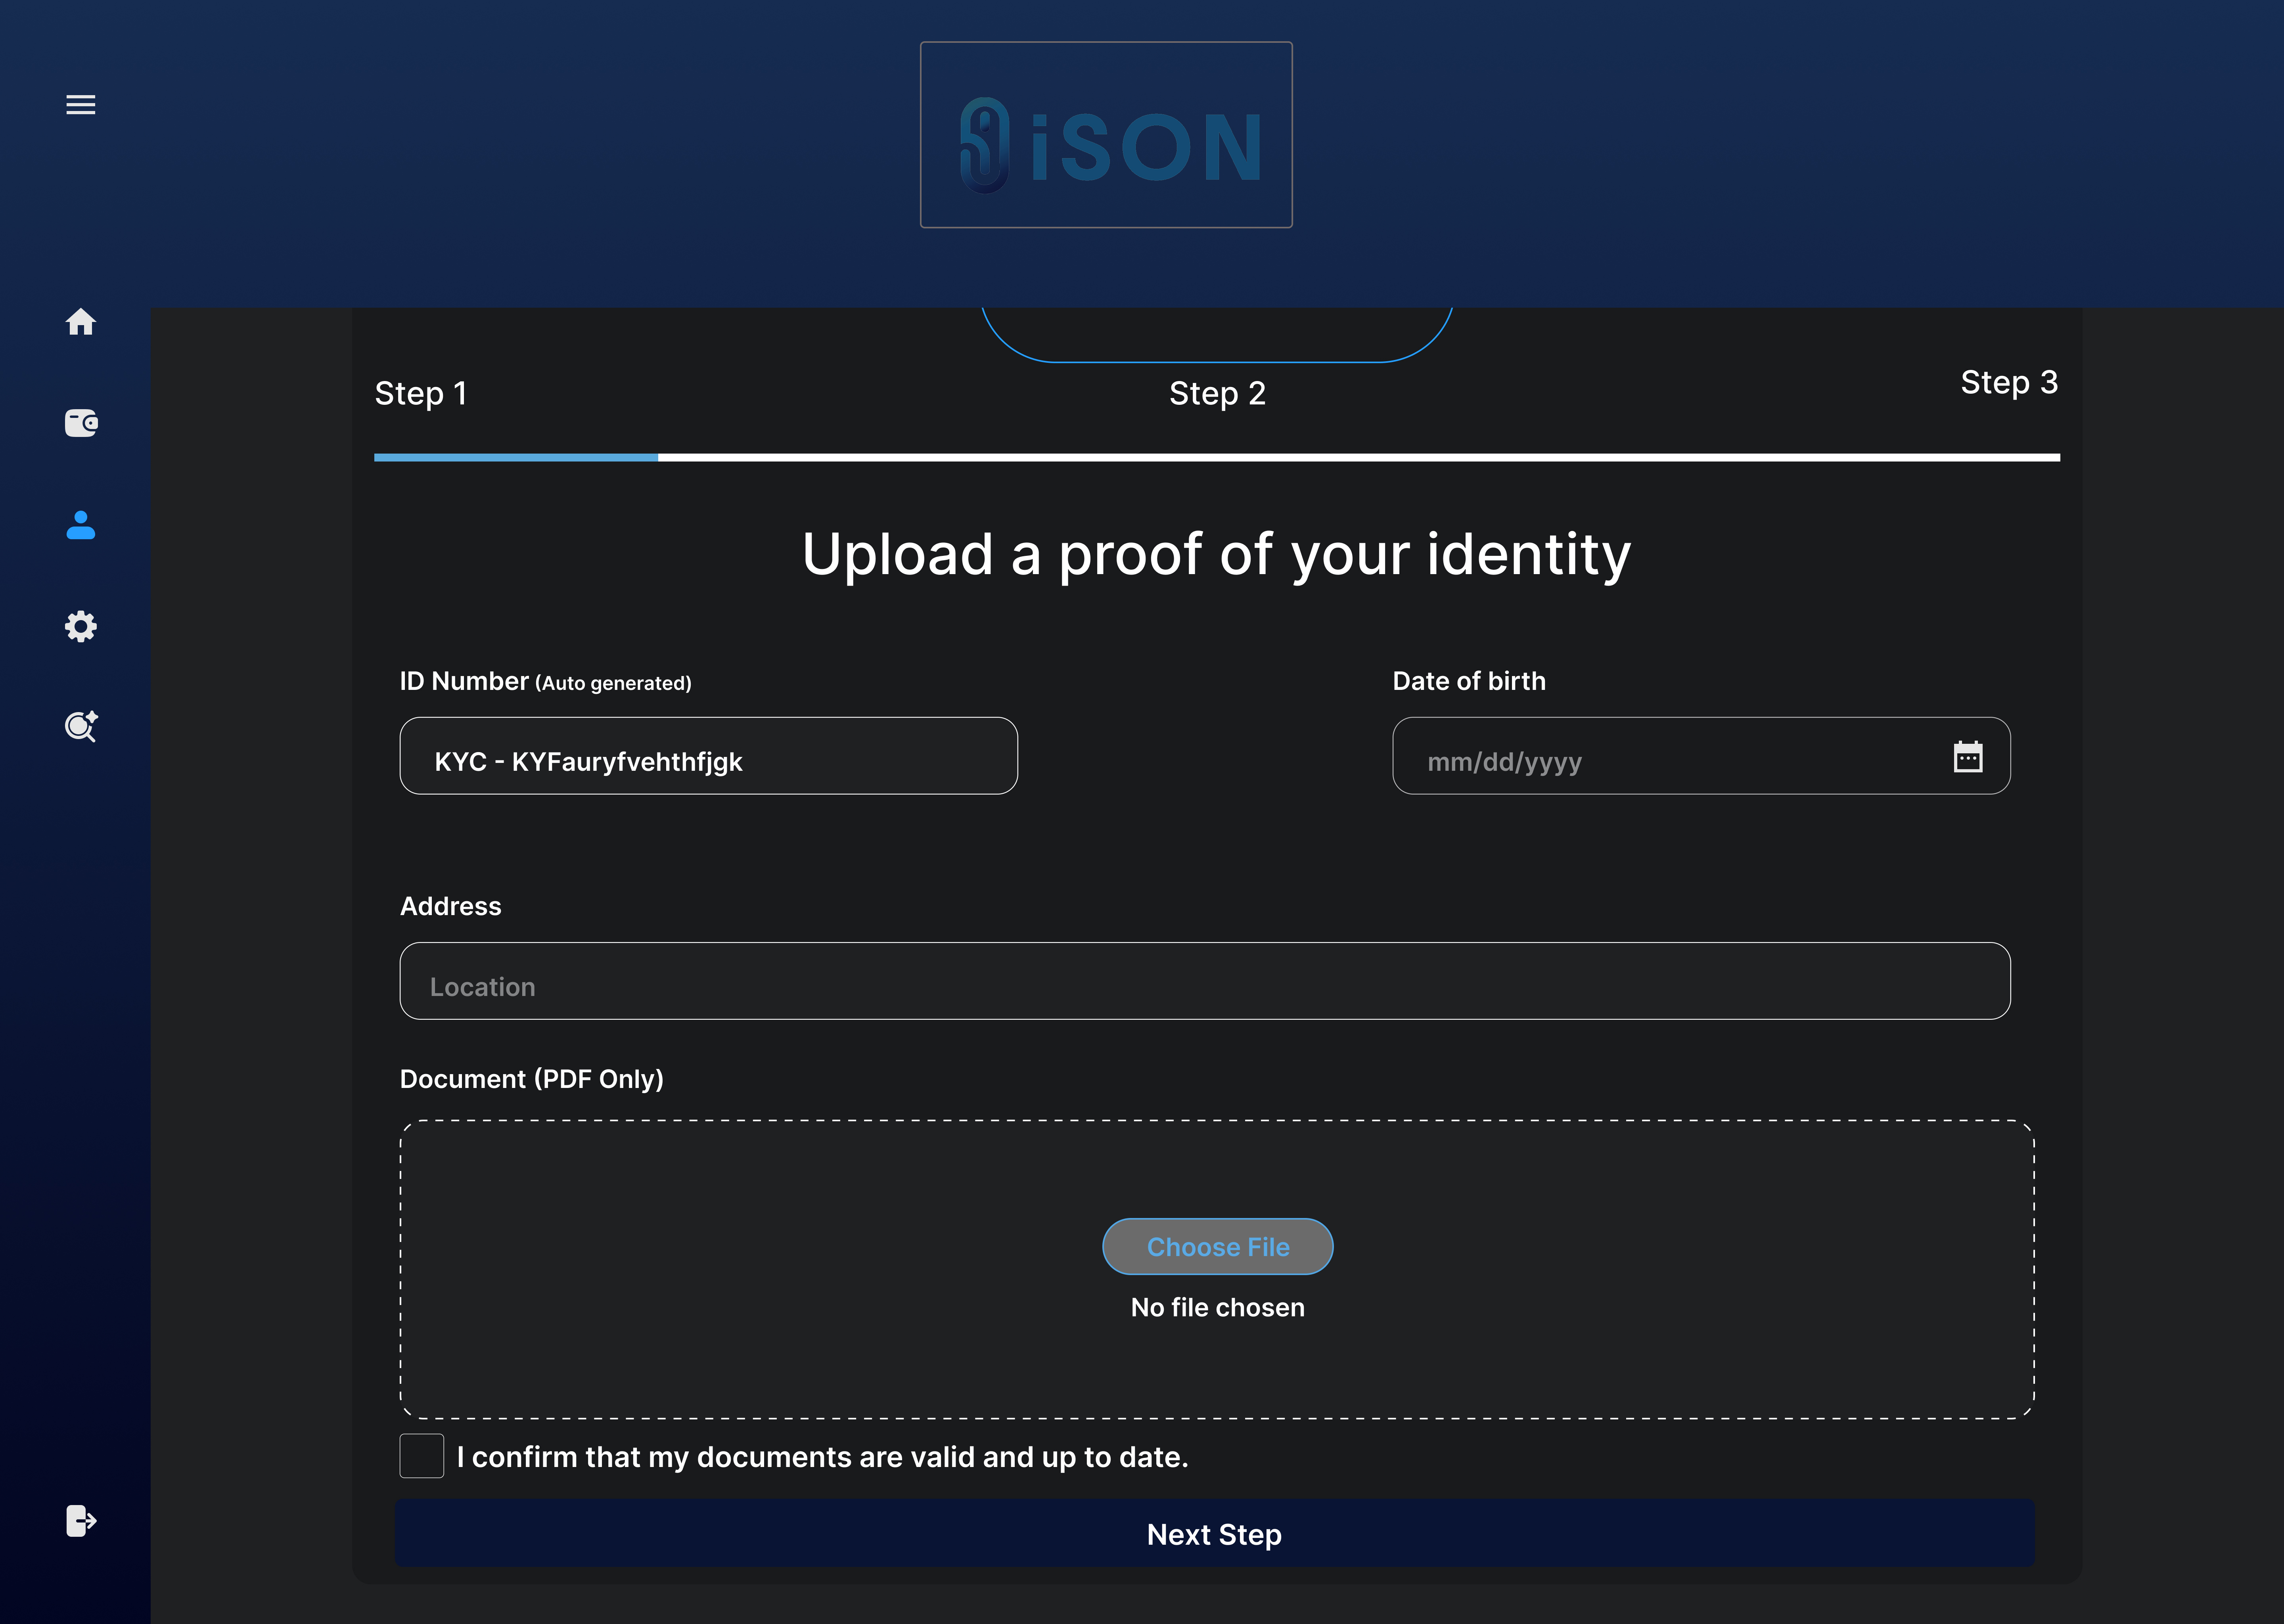 iSON
Step 1
Step 2
Step 3
Upload a proof of your identity
ID Number (Auto generated)
Date of birth
KYC - KYFauryfvehthfjgk
mm/dd/yyyy
Address
Location
Document (PDF Only)
Choose File
No file chosen
I confirm that my documents are valid and up to date.
Next Step